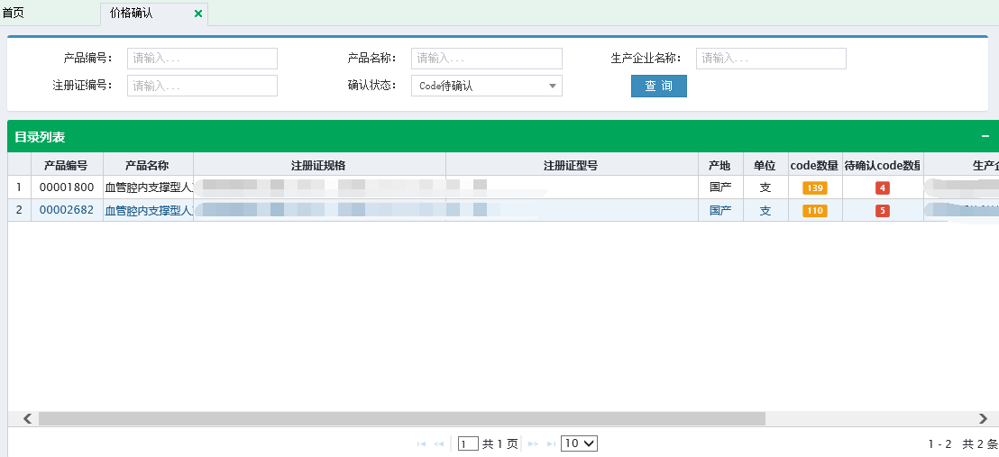 首页 价格确认
产品编号: 请输入... 产品名称: 请输入... 生产企业名称: 请输入...
注册证编号: 请输入... 确认状态: Code待确认 查 询
目录列表
产品编号 产品名称 注册证规格 注册证型号 产地 单位 code数量 待确认code数量 生产
1 00001800 血管腔内支撑型人 国产 支 139 4
2 00002682 血管腔内支撑型人 国产 支 110 5
1 共 1 页 10 1 - 2 共 2 条